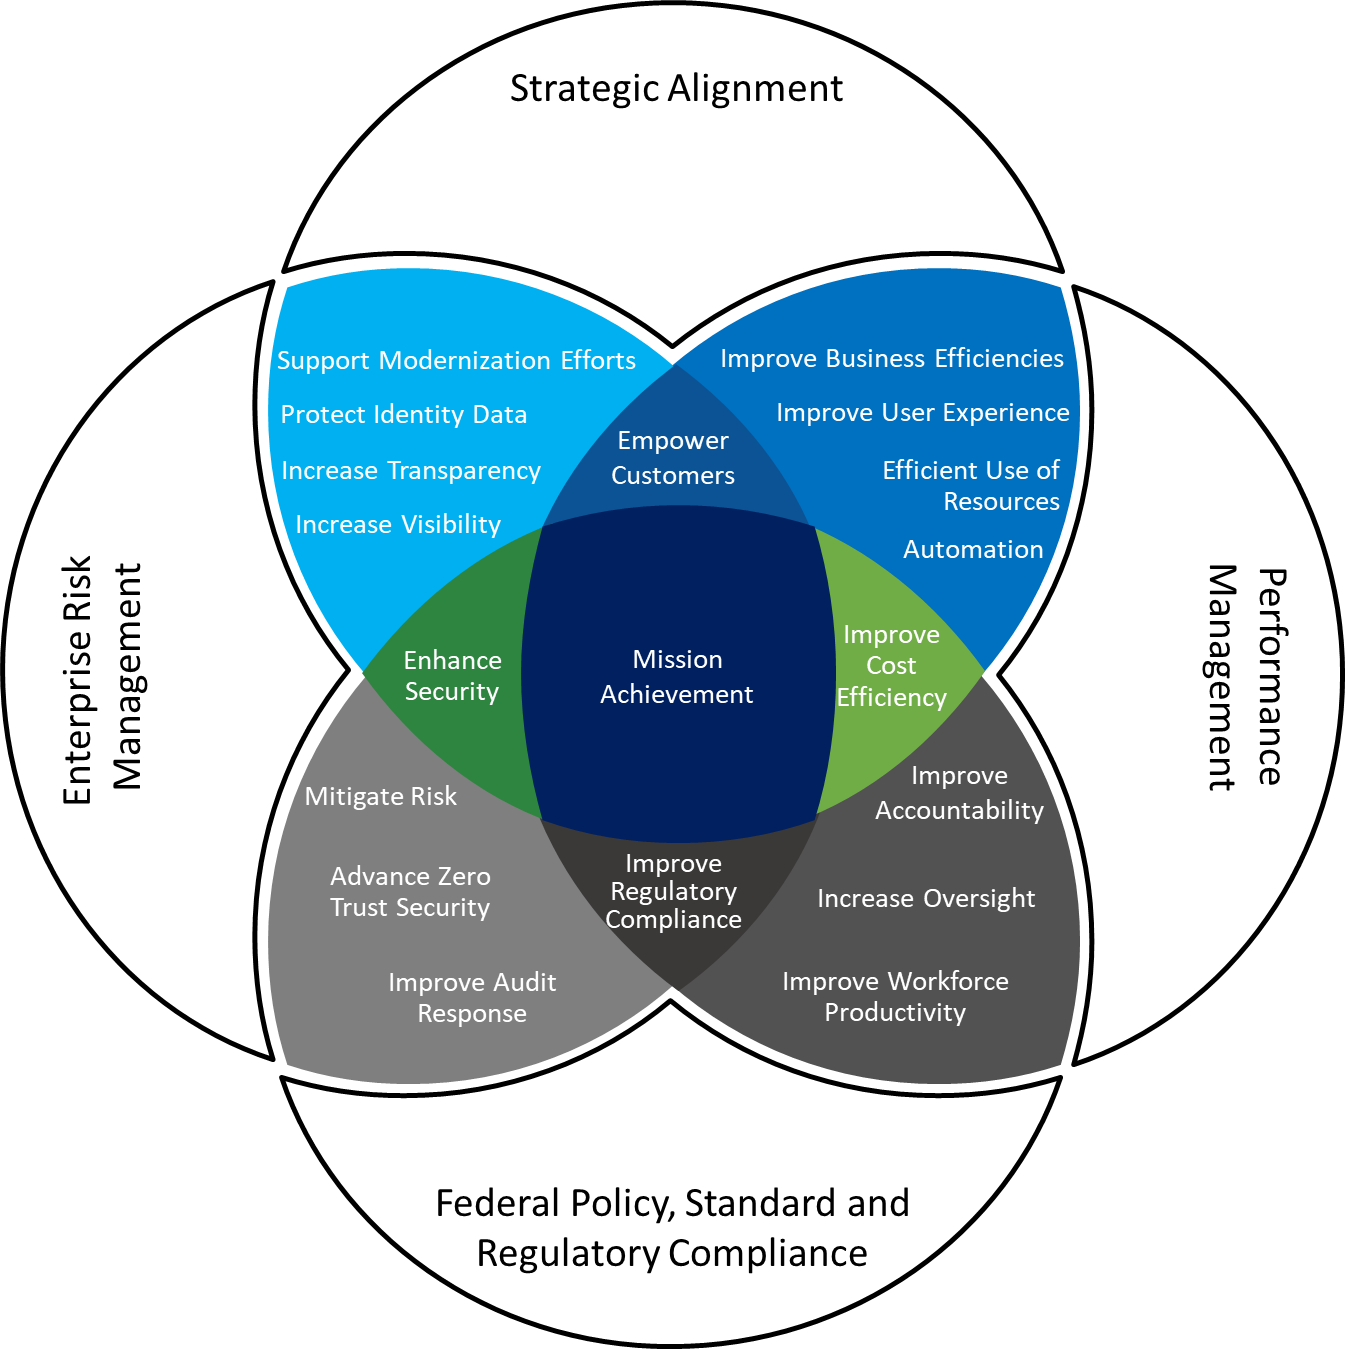 Strategic Alignment
Support Modernization Efforts
Protect Identity Data
Increase Transparency
Increase Visibility
Empower
Customers
Improve Business Efficiencies
Improve User Experience
Efficient Use of
Resources
Automation
Enterprise Risk
Management
Enhance
Security
Mission
Achievement
Improve
Cost
Efficiency
Performance
Management
Mitigate Risk
Advance Zero
Trust Security
Improve Audit
Response
Improve
Regulatory
Compliance
Improve
Accountability
Increase Oversight
Improve Workforce
Productivity
Federal Policy, Standard and
Regulatory Compliance